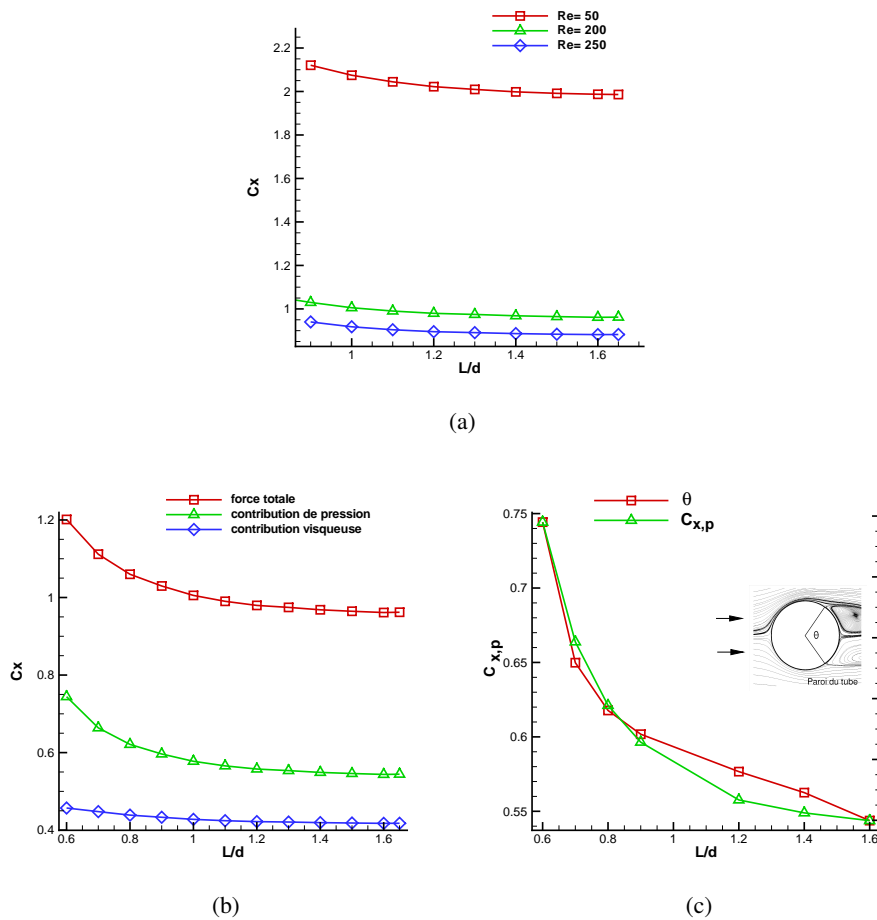 Re= 50
Re= 200
Re= 250
2.2
2
1.8
1.6
1.4
1.2
1
Cx
1 1.2 1.4 1.6
L/d
(a)
force totale
contribution de pression
contribution visqueuse
1.2
1
0.8
0.6
0.4
Cx
0.6 0.8 1 1.2 1.4 1.6
L/d
(b)
θ
Cx,p
0.75
0.7
0.65
0.6
0.55
C x,p
θ
Paroi du tube
0.6 0.8 1 1.2 1.4 1.6
L/d
(c)